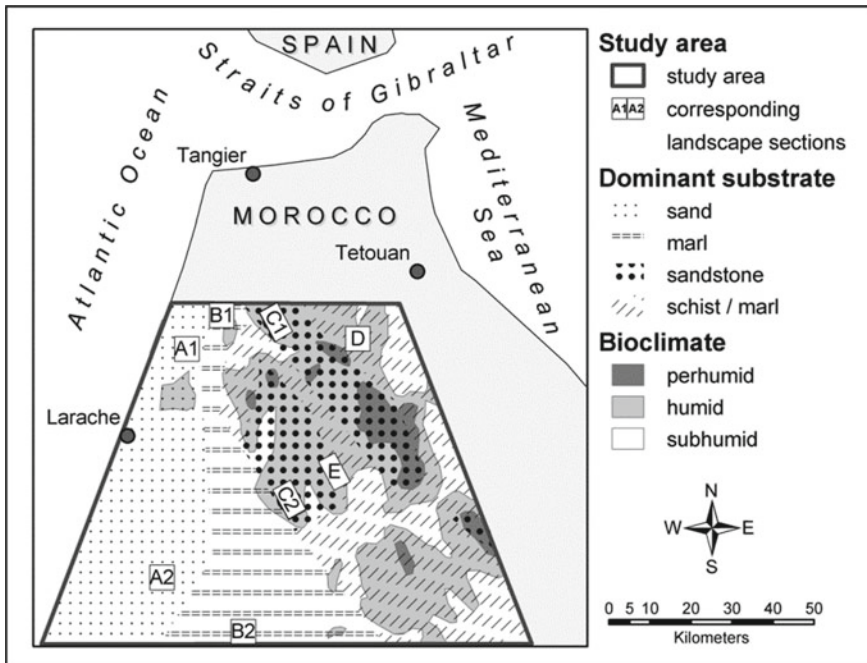 SPAIN
Straits of Gibraltar
Atlantic Ocean
Mediterranean
Sea
Tangier
MOROCCO
Tetouan
B1
C1
D
A1
Larache
E
C2
A2
B2
Study area
study area
A1 A2 corresponding
landscape sections
Dominant substrate
sand
marl
sandstone
schist / marl
Bioclimate
perhumid
humid
subhumid
N
W E
S
0 5 10 20 30 40 50
Kilometers